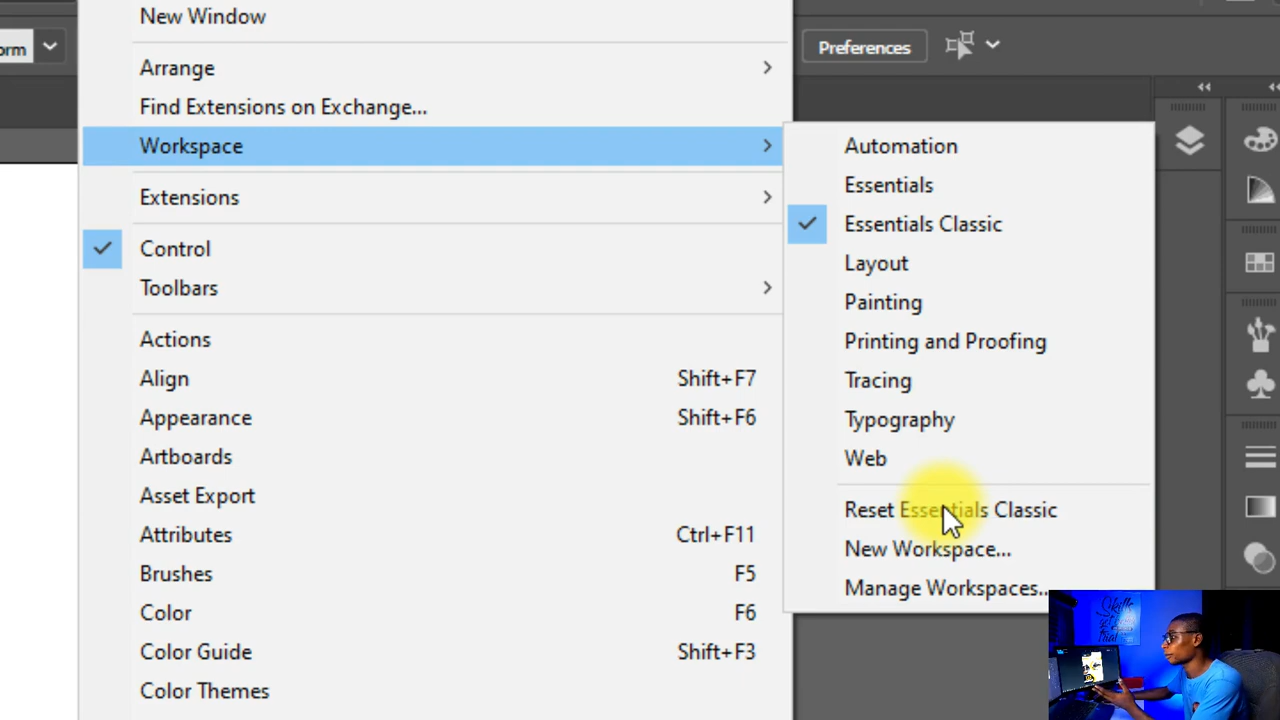 New Window
orm
Preferences
Arrange
Find Extensions on Exchange...
Workspace
Extensions
Control
Toolbars
Actions
Align Shift+F7
Appearance Shift+F6
Artboards
Asset Export
Attributes Ctrl+F11
Brushes F5
Color F6
Color Guide Shift+F3
Color Themes
Automation
Essentials
Essentials Classic
Layout
Painting
Printing and Proofing
Tracing
Typography
Web
Reset Essentials Classic
New Workspace...
Manage Workspaces..
Skills